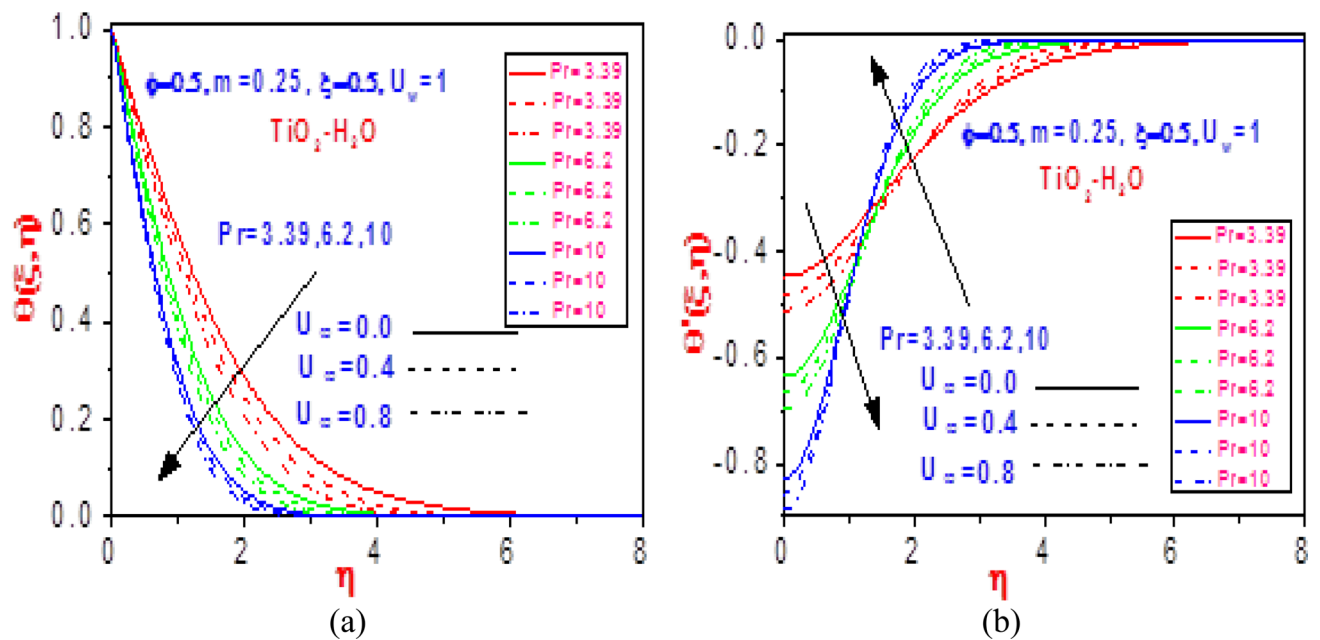 1.0
0.8
0.6
0.4
0.2
0.0
0 2 4 6 8
θ(ξ,η)
η
ϕ=0.5, m=0.25, ξ=0.5, U_w=1
TiO2-H2O
Pr=3.39
Pr=3.39
Pr=3.39
Pr=6.2
Pr=6.2
Pr=6.2
Pr=10
Pr=10
Pr=10
Pr=3.39,6.2,10
U∞=0.0
U∞=0.4
U∞=0.8
(a)
0.0
-0.2
-0.4
-0.6
-0.8
0 2 4 6 8
θ'(ξ,η)
η
ϕ=0.5, m=0.25, ξ=0.5, U_w=1
TiO2-H2O
Pr=3.39
Pr=3.39
Pr=3.39
Pr=6.2
Pr=6.2
Pr=6.2
Pr=10
Pr=10
Pr=10
Pr=3.39,6.2,10
U∞=0.0
U∞=0.4
U∞=0.8
(b)